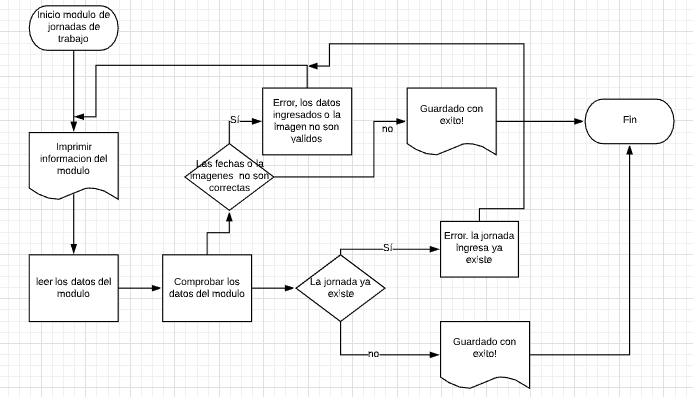 Inicio modulo de
jornadas de
trabajo
Imprimir
informacion del
modulo
leer los datos del
modulo
Comprobar los
datos del modulo
Las fechas o la
imagenes no son
correctas
Sí
Error, los datos
ingresados o la
imagen no son
validos
no
Guardado con
exito!
Fin
La jornada ya
existe
Sí
Error. la jornada
ingresa ya
existe
no
Guardado con
exito!